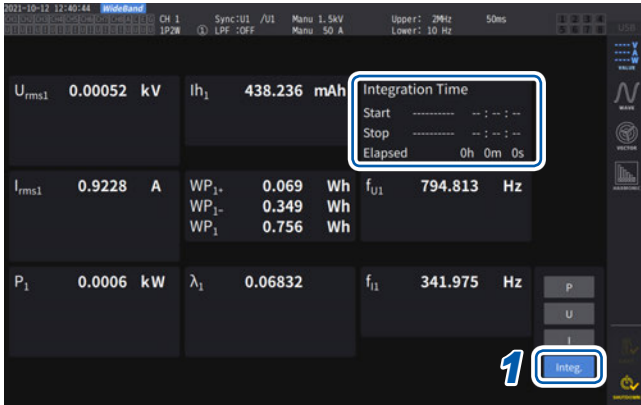 2021-10-12 12:40:44 WideBand
CH 1 Sync:U1 /U1 Manu 1.5kV Upper: 2MHz 50ms
1P2W ① LPF :OFF Manu 50 A Lower: 10 Hz
USB
VALUE
WAVE
VECTOR
HARMONIC
Urms1 0.00052 kV
Ih1 438.236 mAh
Integration Time
Start ---------- -- : -- : --
Stop ---------- -- : -- : --
Elapsed 0h 0m 0s
Irms1 0.9228 A
WP1+ 0.069 Wh
WP1- 0.349 Wh
WP1 0.756 Wh
fU1 794.813 Hz
P1 0.0006 kW
λ1 0.06832
fI1 341.975 Hz
P
U
I
Integ.
1
SHUTDOWN